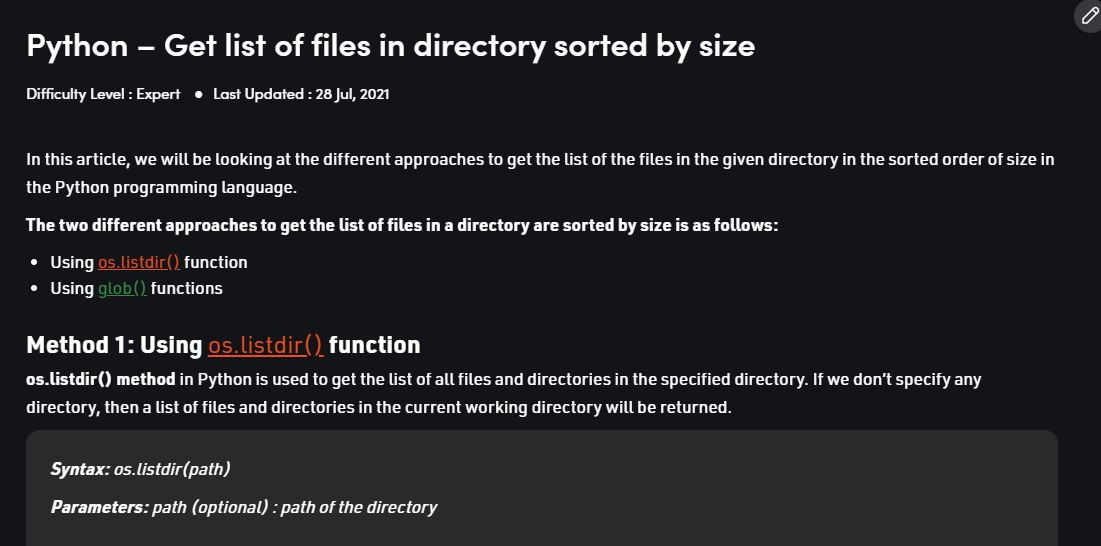 Python – Get list of files in directory sorted by size
Difficulty Level : Expert ● Last Updated : 28 Jul, 2021
In this article, we will be looking at the different approaches to get the list of the files in the given directory in the sorted order of size in
the Python programming language.
The two different approaches to get the list of files in a directory are sorted by size is as follows:
• Using os.listdir() function
• Using glob() functions
Method 1: Using os.listdir() function
os.listdir() method in Python is used to get the list of all files and directories in the specified directory. If we don’t specify any
directory, then a list of files and directories in the current working directory will be returned.
Syntax: os.listdir(path)
Parameters: path (optional) : path of the directory